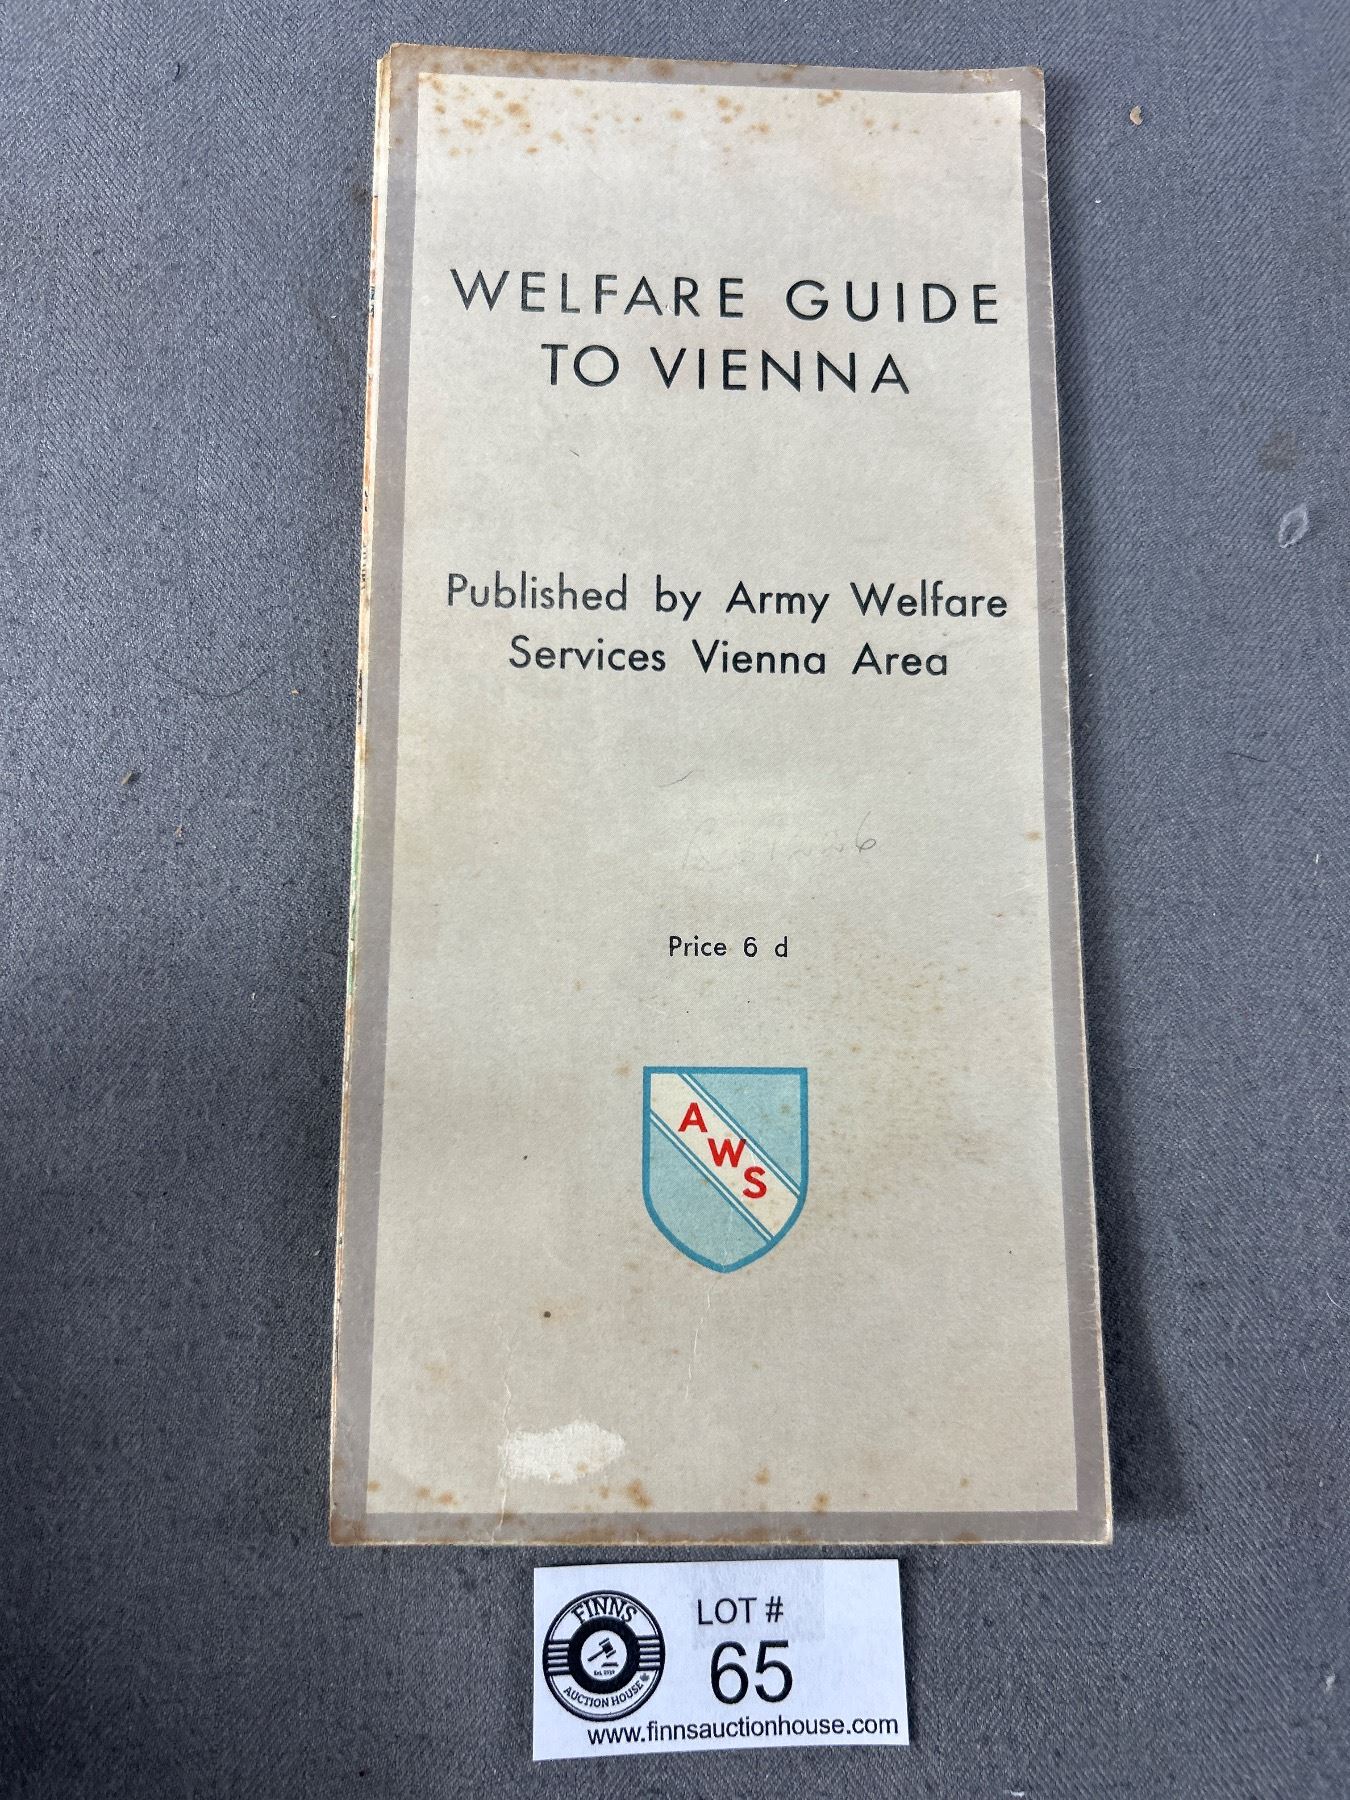 WELFARE GUIDE
TO VIENNA
Published by Army Welfare
Services Vienna Area
Price 6 d
A
W
S
FINNS
AUCTION HOUSE
LOT #
65
www.finnsauctionhouse.com